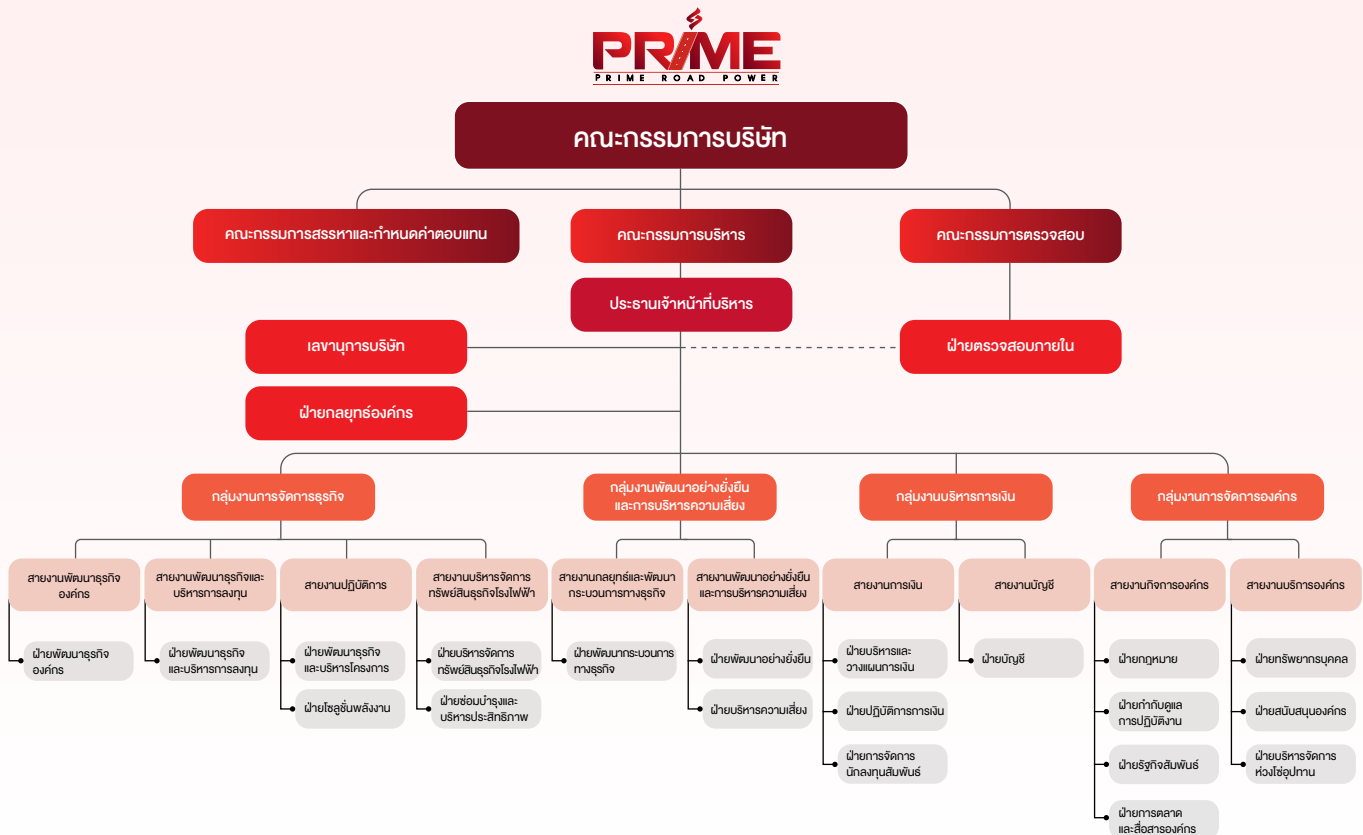 PRIME
PRIME ROAD POWER
คณะกรรมการบริษัท
คณะกรรมการสรรหาและกำหนดค่าตอบแทน
คณะกรรมการบริหาร
คณะกรรมการตรวจสอบ
ประธานเจ้าหน้าที่บริหาร
เลขานุการบริษัท
ฝ่ายตรวจสอบภายใน
ฝ่ายกลยุทธ์องค์กร
กลุ่มงานการจัดการธุรกิจ
กลุ่มงานพัฒนาอย่างยั่งยืน
และการบริหารความเสี่ยง
กลุ่มงานบริหารการเงิน
กลุ่มงานการจัดการองค์กร
สายงานพัฒนาธุรกิจ
องค์กร
สายงานพัฒนาธุรกิจและ
บริหารการลงทุน
สายงานปฏิบัติการ
สายงานบริหารจัดการ
ทรัพย์สินธุรกิจโรงไฟฟ้า
สายงานกลยุทธ์และพัฒนา
กระบวนการทางธุรกิจ
สายงานพัฒนาอย่างยั่งยืน
และการบริหารความเสี่ยง
สายงานการเงิน
สายงานบัญชี
สายงานกิจการองค์กร
สายงานบริการองค์กร
ฝ่ายพัฒนาธุรกิจ
องค์กร
ฝ่ายพัฒนาธุรกิจ
และบริหารการลงทุน
ฝ่ายพัฒนาธุรกิจ
และบริหารโครงการ
ฝ่ายโซลูชั่นพลังงาน
ฝ่ายบริหารจัดการ
ทรัพย์สินธุรกิจโรงไฟฟ้า
ฝ่ายซ่อมบำรุงและ
บริหารประสิทธิภาพ
ฝ่ายพัฒนากระบวนการ
ทางธุรกิจ
ฝ่ายพัฒนาอย่างยั่งยืน
ฝ่ายบริหารความเสี่ยง
ฝ่ายบริหารและ
วางแผนการเงิน
ฝ่ายปฏิบัติการการเงิน
ฝ่ายการจัดการ
นักลงทุนสัมพันธ์
ฝ่ายบัญชี
ฝ่ายกฎหมาย
ฝ่ายกำกับดูแล
การปฏิบัติงาน
ฝ่ายรัฐกิจสัมพันธ์
ฝ่ายการตลาด
และสื่อสารองค์กร
ฝ่ายทรัพยากรบุคคล
ฝ่ายสนับสนุนองค์กร
ฝ่ายบริหารจัดการ
ห่วงโซ่อุปทาน